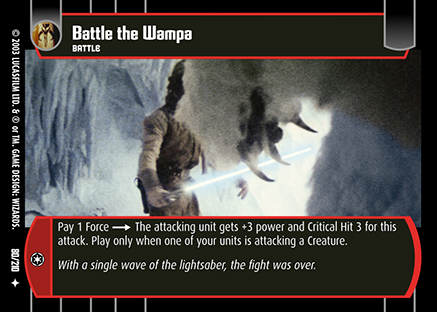 Battle the Wampa
BATTLE
Pay 1 Force → The attacking unit gets +3 power and Critical Hit 3 for this
attack. Play only when one of your units is attacking a Creature.
With a single wave of the lightsaber, the fight was over.
© 2003 LUCASFILM LTD. & ® or TM. GAME DESIGN: WIZARDS.
80/210